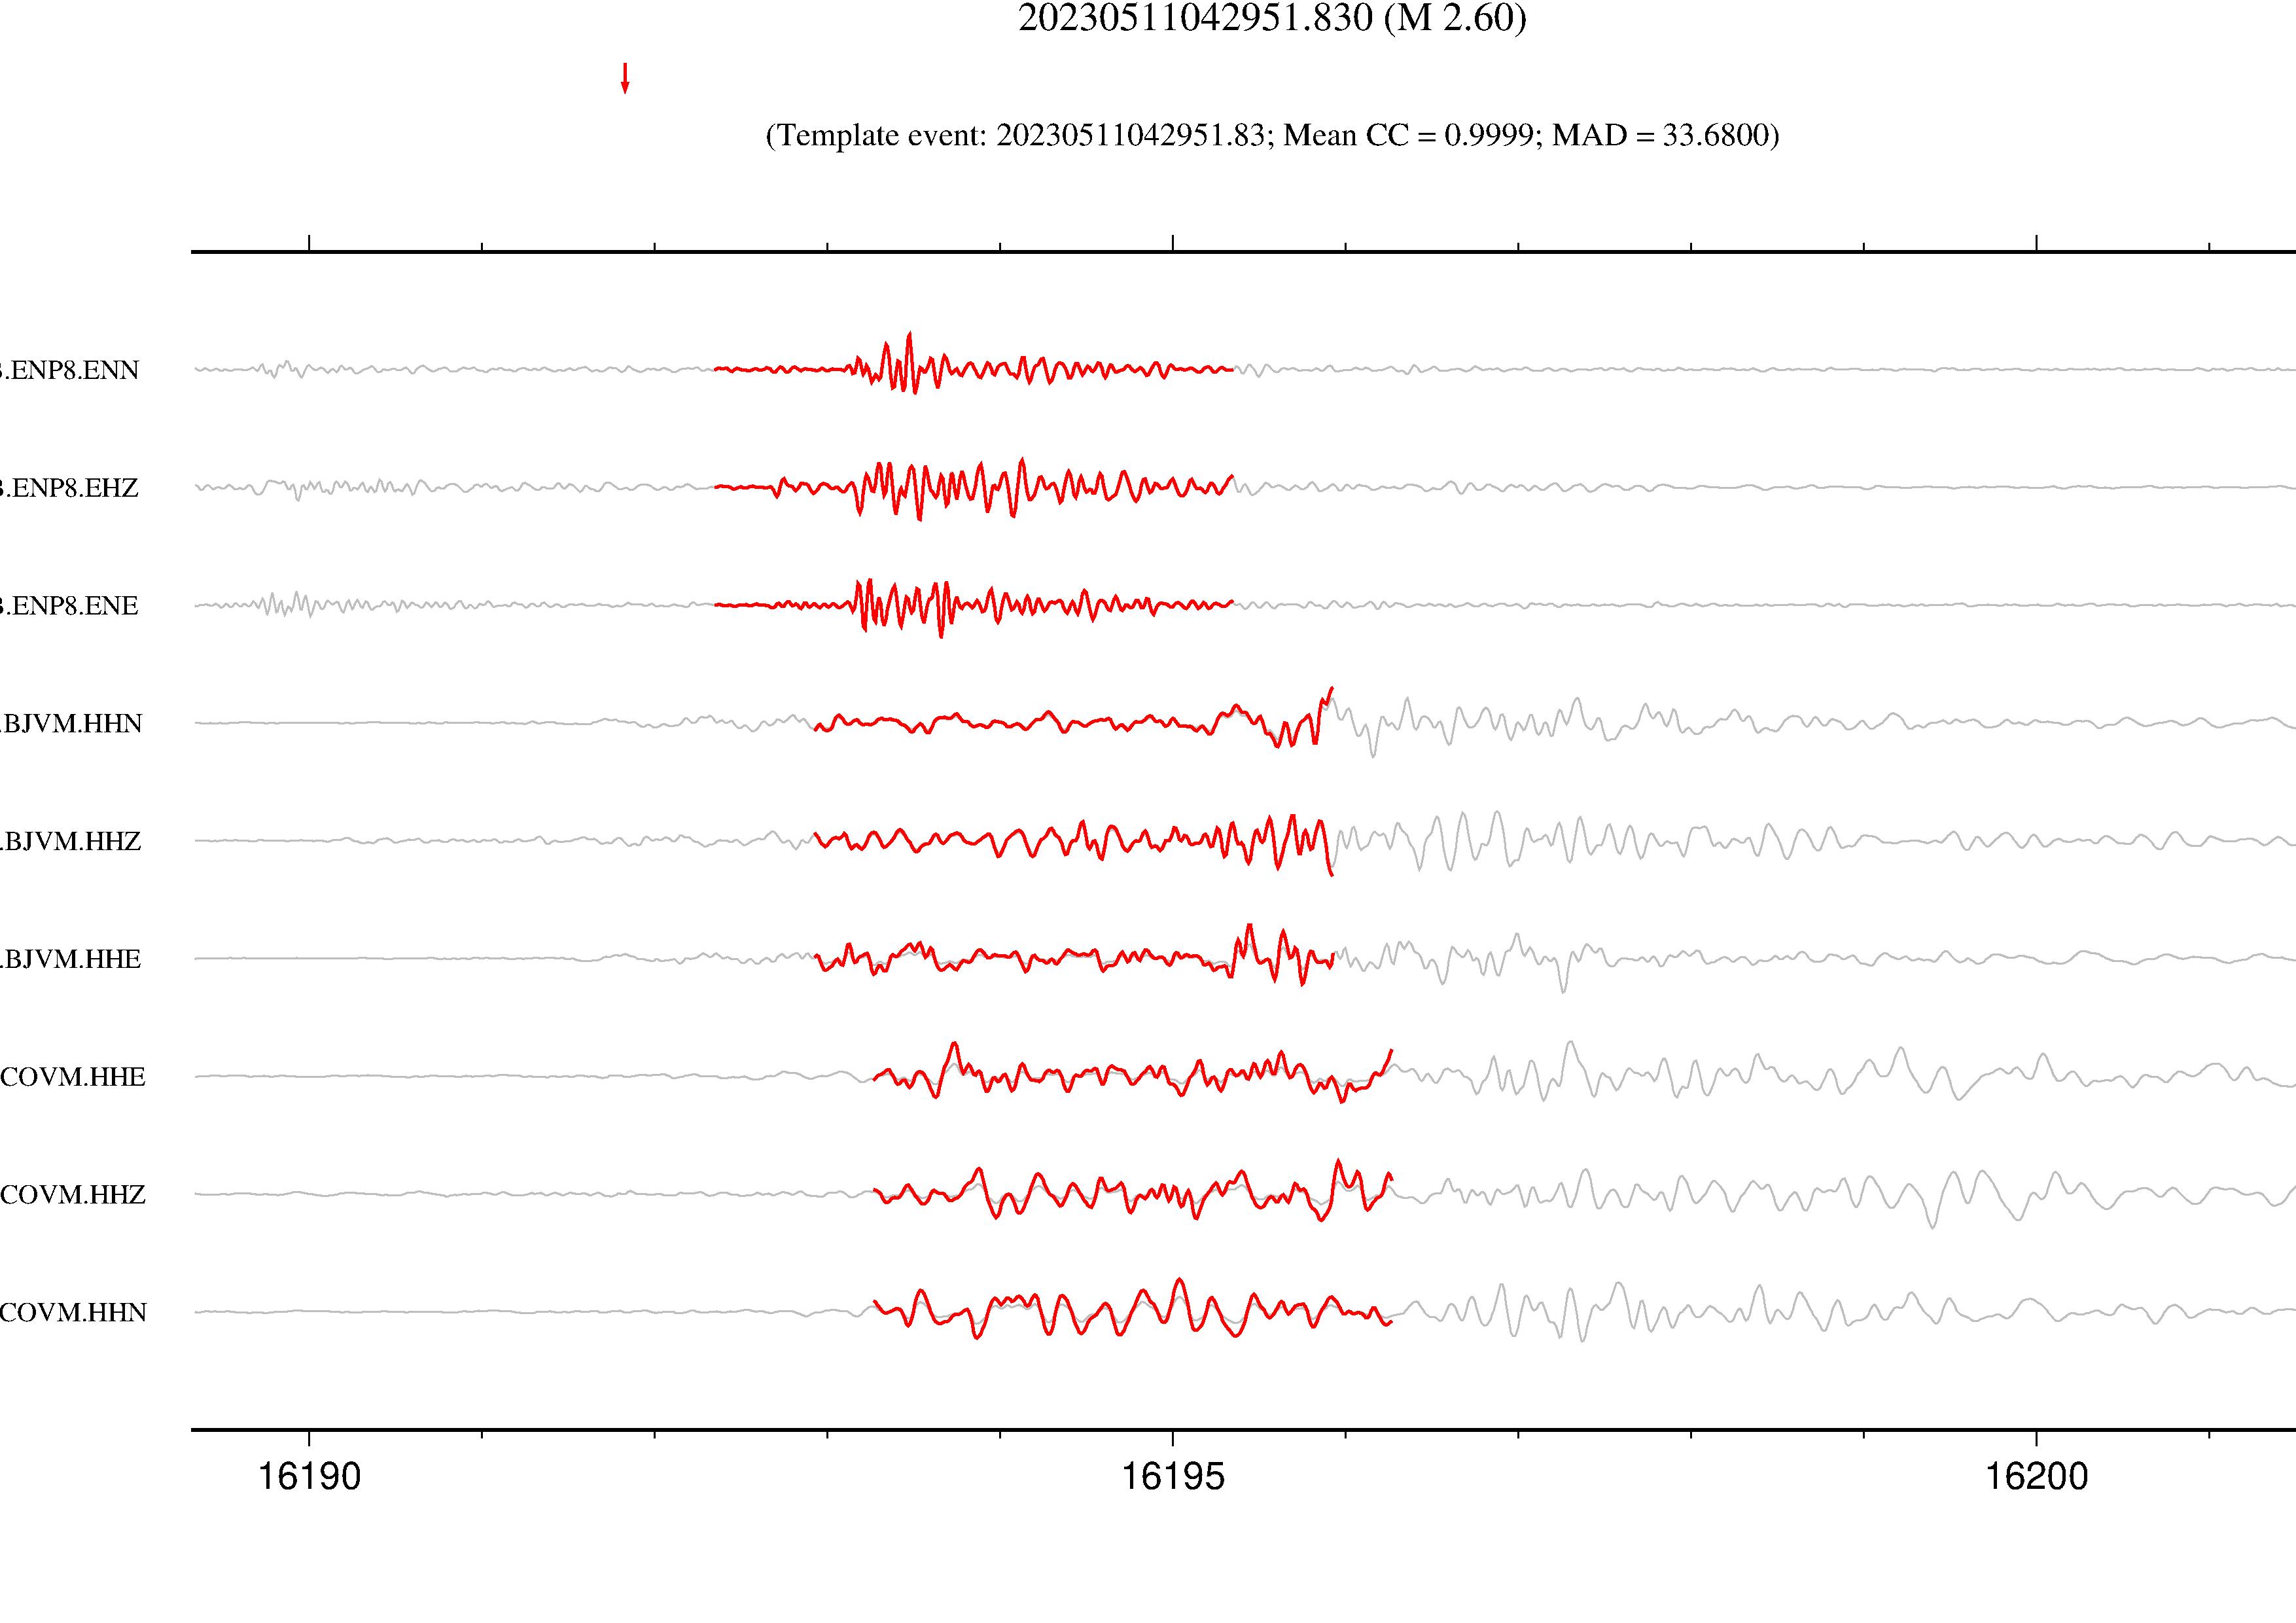 20230511042951.830 (M 2.60)
(Template event: 20230511042951.83; Mean CC = 0.9999; MAD = 33.6800)
.ENP8.ENN
.ENP8.EHZ
.ENP8.ENE
.BJVM.HHN
.BJVM.HHZ
.BJVM.HHE
COVM.HHE
COVM.HHZ
COVM.HHN
16190 16195 16200